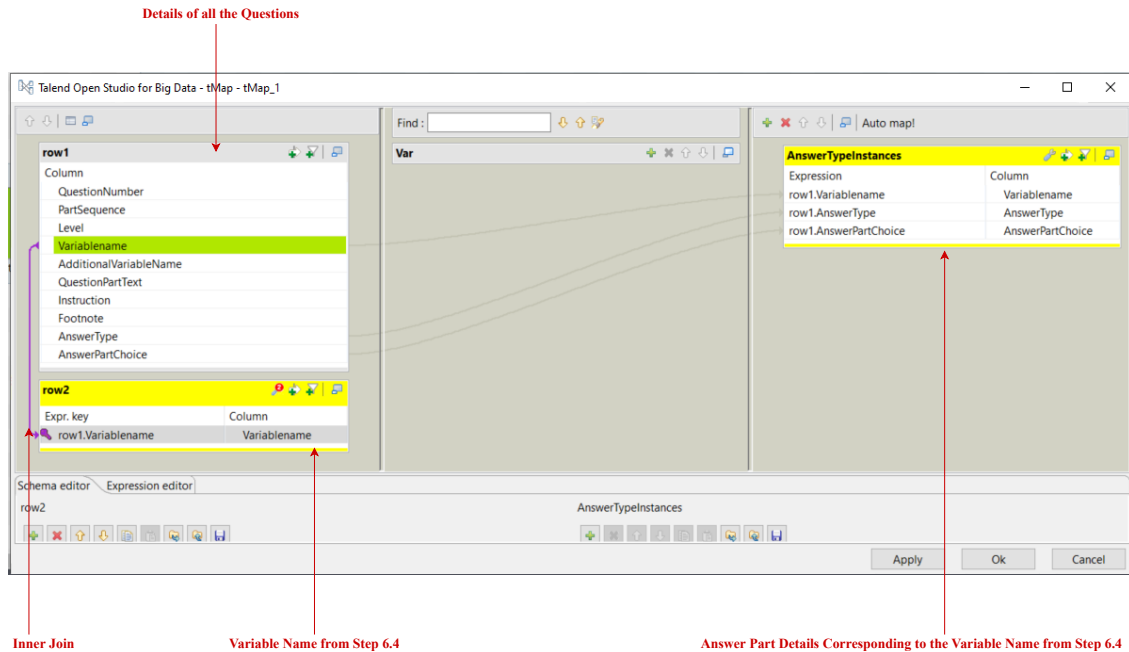 Details of all the Questions
Talend Open Studio for Big Data - tMap - tMap_1
Find :
Auto map!
row1
Column
QuestionNumber
PartSequence
Level
Variablename
AdditionalVariableName
QuestionPartText
Instruction
Footnote
AnswerType
AnswerPartChoice
row2
Expr. key Column
row1.Variablename Variablename
Var
AnswerTypeInstances
Expression Column
row1.Variablename Variablename
row1.AnswerType AnswerType
row1.AnswerPartChoice AnswerPartChoice
Schema editor Expression editor
row2 AnswerTypeInstances
Apply Ok Cancel
Inner Join Variable Name from Step 6.4 Answer Part Details Corresponding to the Variable Name from Step 6.4